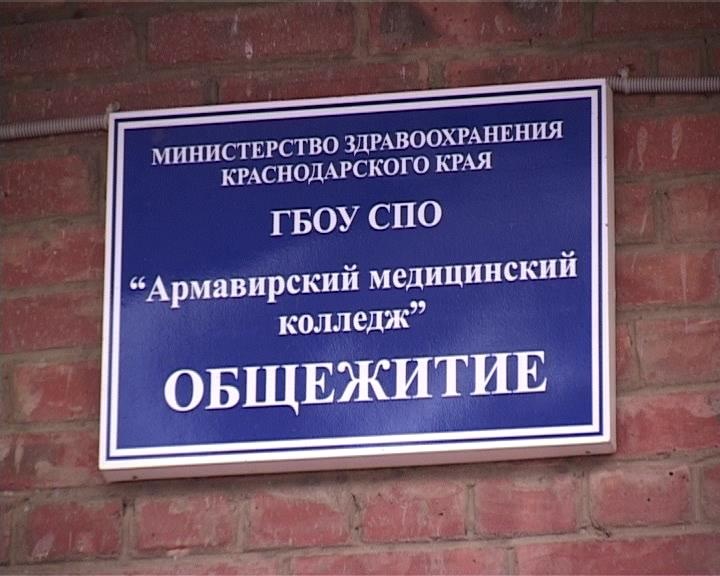 МИНИСТЕРСТВО ЗДРАВООХРАНЕНИЯ
КРАСНОДАРСКОГО КРАЯ
ГБОУ СПО
“Армавирский медицинский
колледж”
ОБЩЕЖИТИЕ